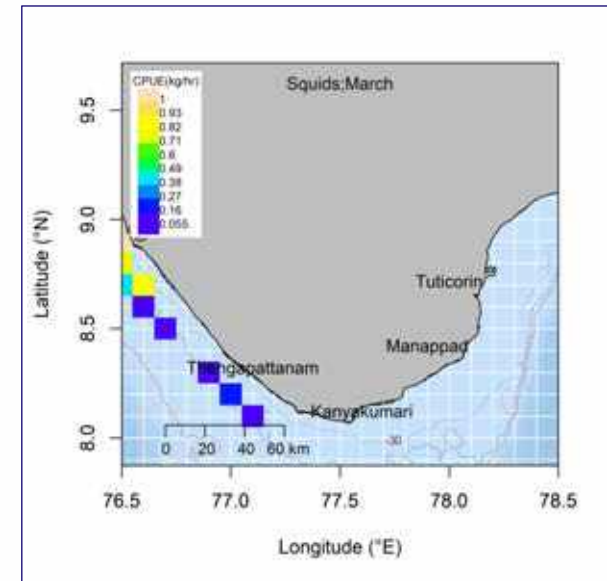 Squids:March
CPUE(kg/hr)
1
0.93
0.82
0.71
0.6
0.49
0.38
0.27
0.16
0.055
9.5
9.0
8.5
8.0
Latitude (°N)
Tuticorin
Manappad
Thengapattanam
Kanyakumari
-30
0 20 40 60 km
76.5 77.0 77.5 78.0 78.5
Longitude (°E)